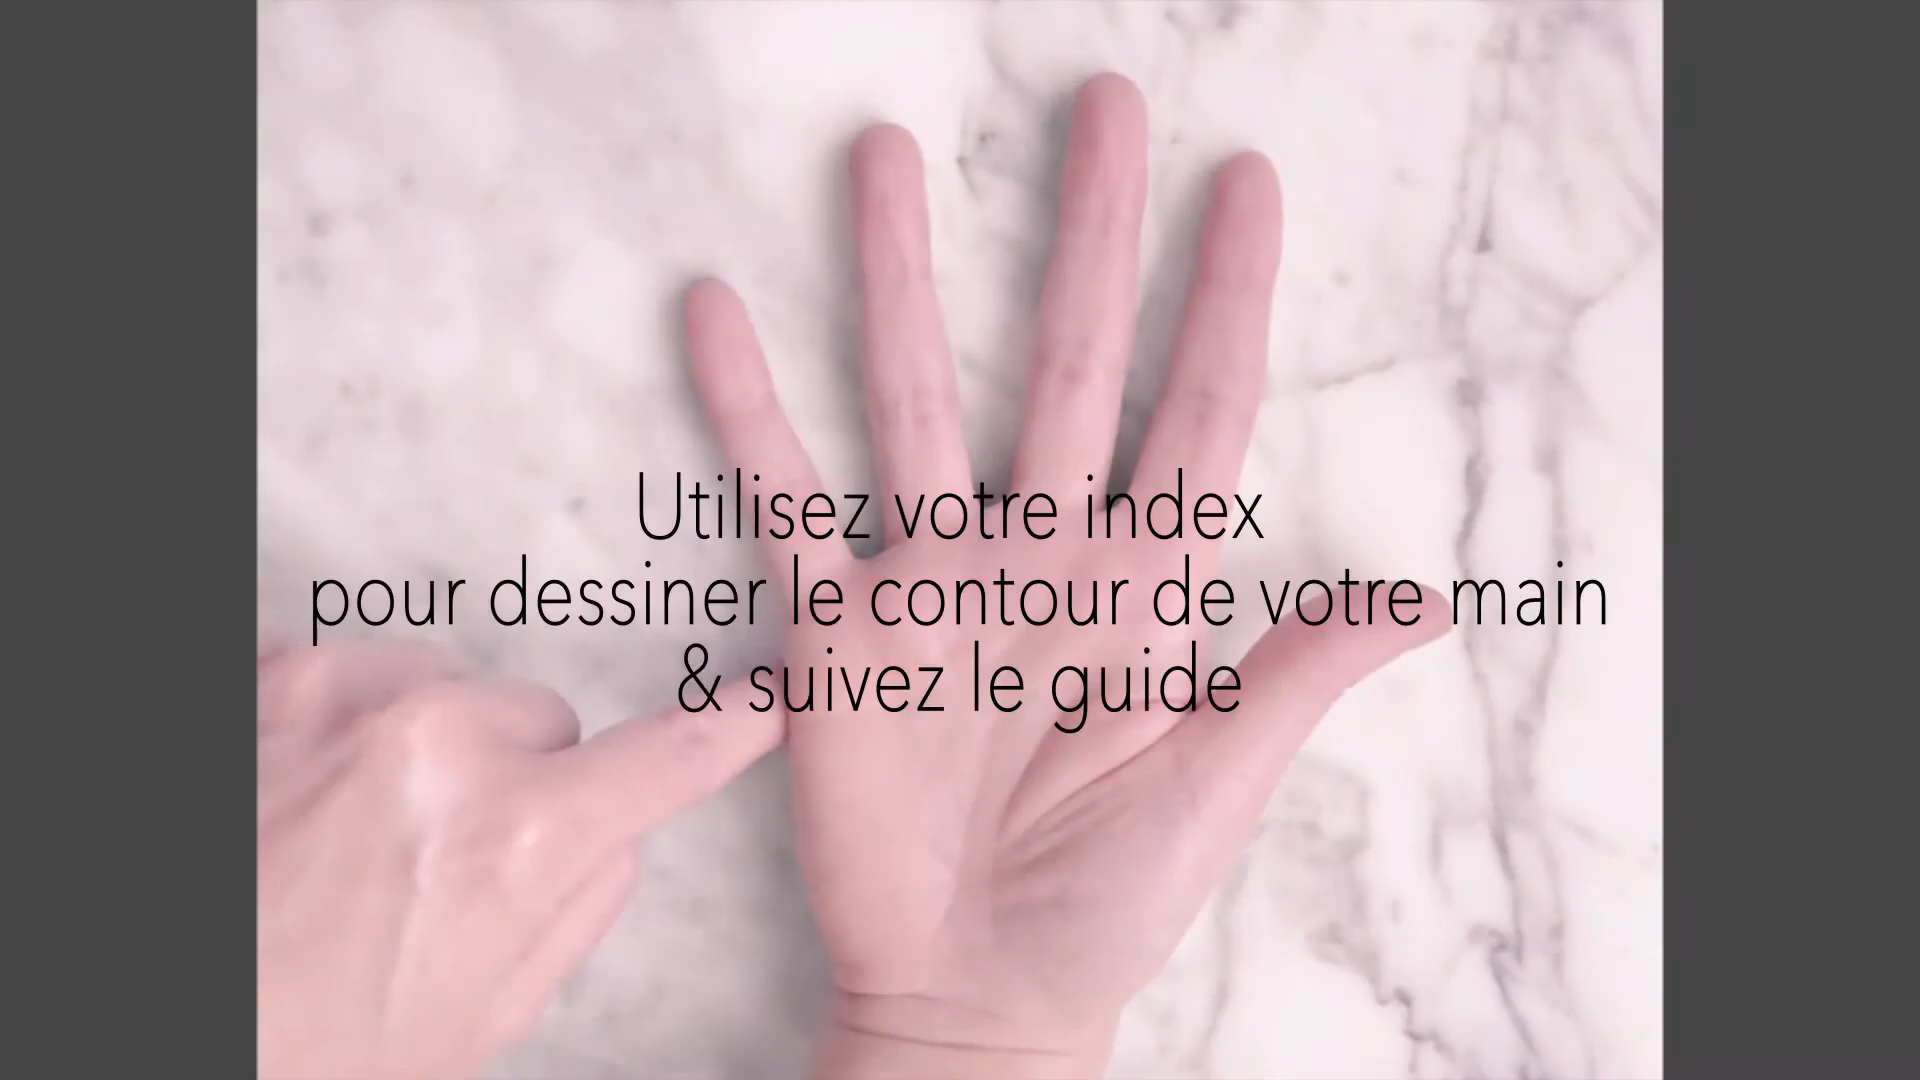 Utilisez votre index
pour dessiner le contour de votre main
& suivez le guide